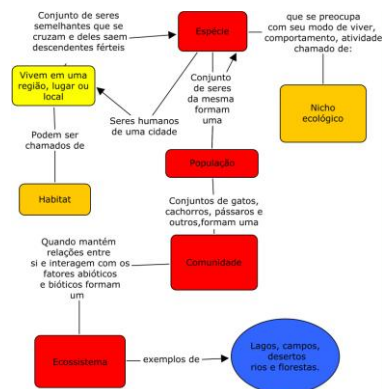 Conjunto de seres
semelhantes que se
cruzam e deles saem
descendentes férteis
Espécie
que se preocupa
com seu modo de viver,
comportamento, atividade
chamado de:
Vivem em uma
região, lugar ou
local
Seres humanos
de uma cidade
Conjunto
de seres
da mesma
formam
uma
Nicho
ecológico
Podem ser
chamados de
Habitat
População
Conjuntos de gatos,
cachorros, pássaros e
outros,formam uma
Quando mantém
relações entre
si e interagem com os
fatores abióticos
e bióticos formam
um
Comunidade
Ecossistema
exemplos de
Lagos, campos,
desertos
rios e florestas.